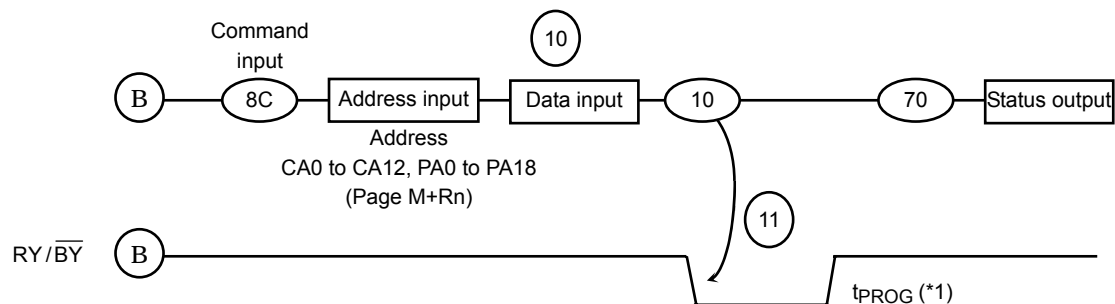 10
Command
input
B 8C Address input Data input 10 70 Status output
Address
CA0 to CA12, PA0 to PA18
(Page M+Rn)
11
RY/BY B
tPROG (*1)